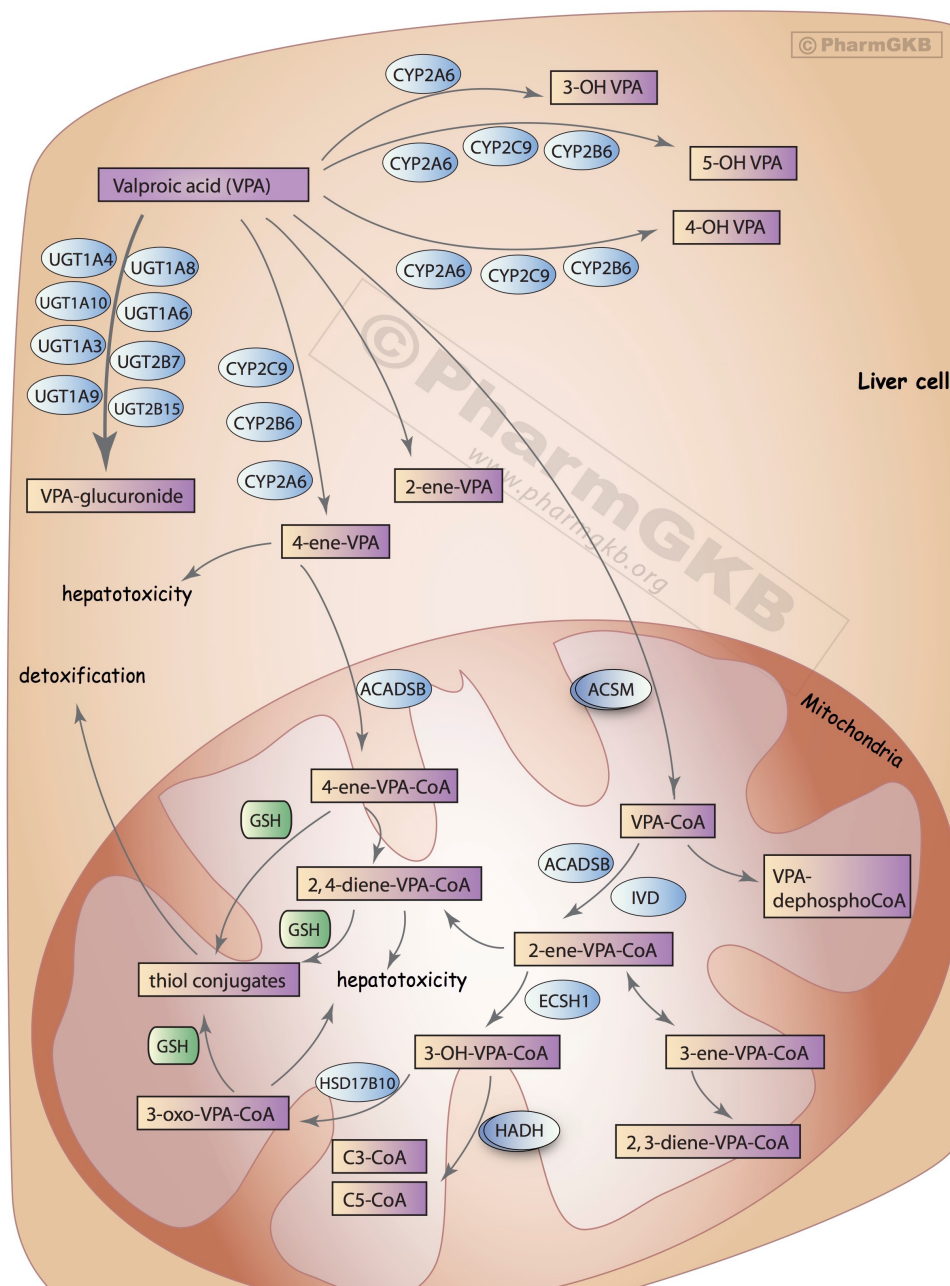 © PharmGKB
CYP2A6
3-OH VPA
CYP2A6
CYP2C9
CYP2B6
5-OH VPA
Valproic acid (VPA)
4-OH VPA
CYP2A6
CYP2C9
CYP2B6
UGT1A4
UGT1A8
UGT1A10
UGT1A6
UGT1A3
UGT2B7
UGT1A9
UGT2B15
CYP2C9
CYP2B6
CYP2A6
© PharmGKB
www.pharmgkb.org
Liver cell
VPA-glucuronide
2-ene-VPA
4-ene-VPA
hepatotoxicity
detoxification
ACADSB
ACSM
Mitochondria
4-ene-VPA-CoA
GSH
VPA-CoA
ACADSB
IVD
VPA-
dephosphoCoA
2,4-diene-VPA-CoA
GSH
2-ene-VPA-CoA
thiol conjugates
hepatotoxicity
ECSH1
GSH
3-OH-VPA-CoA
3-ene-VPA-CoA
HSD17B10
3-oxo-VPA-CoA
HADH
2,3-diene-VPA-CoA
C3-CoA
C5-CoA